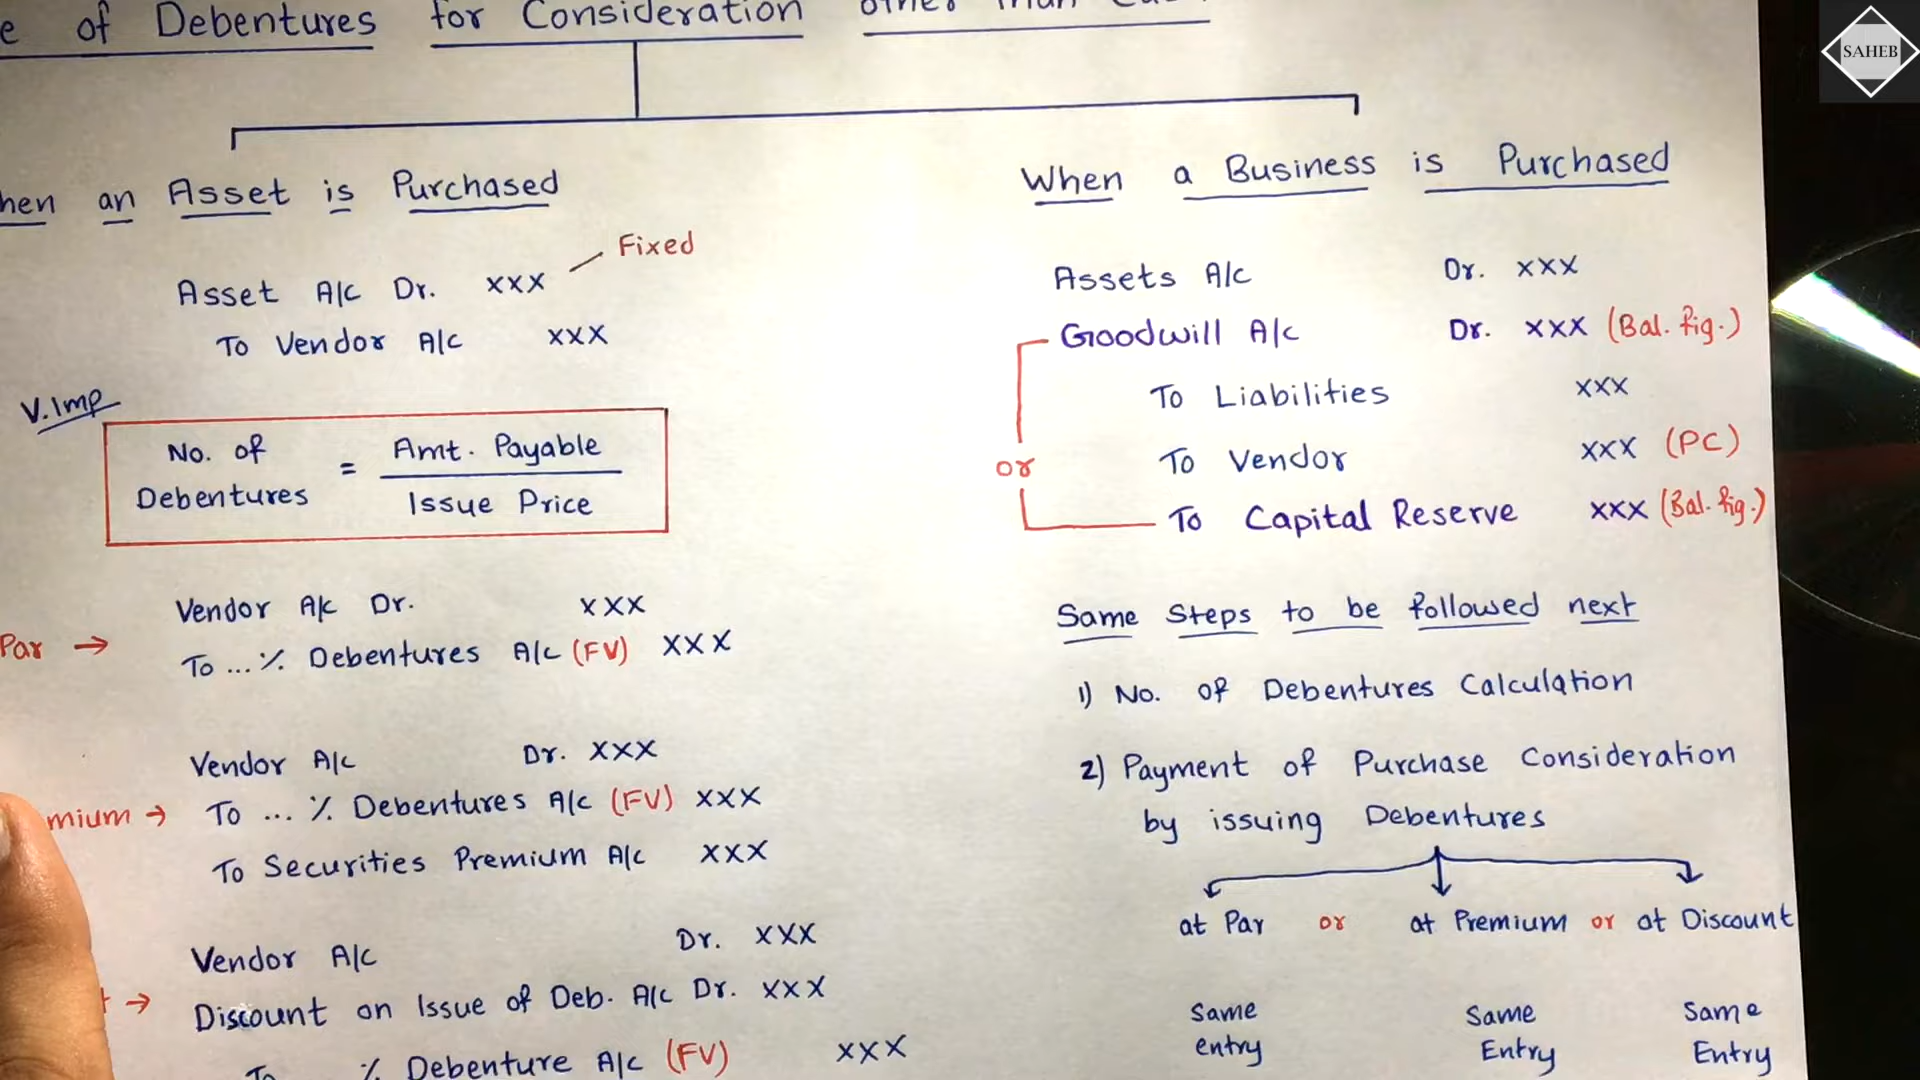 of Debentures for Consideration other than
an Asset is Purchased
Asset A/c Dr. xxx Fixed
To Vendor A/c xxx
V.Imp
No. of Debentures = Amt. Payable
Issue Price
Par → Vendor A/c Dr. xxx
To ...% Debentures A/c (FV) xxx
Vendor A/c Dr. xxx
mium → To ... % Debentures A/c (FV) xxx
To Securities Premium A/c xxx
Vendor A/c Dr. xxx
t → Discount on Issue of Deb. A/c Dr. xxx
To % Debenture A/c (FV) xxx
When a Business is Purchased
Assets A/c Dr. xxx
Goodwill A/c Dr. xxx (Bal. fig.)
To Liabilities xxx
or To Vendor xxx (PC)
To Capital Reserve xxx (Bal. fig.)
Same Steps to be followed next
1) No. of Debentures Calculation
2) Payment of Purchase Consideration
by issuing Debentures
at Par or at Premium or at Discount
Same Same Same
entry Entry Entry
SAHEB